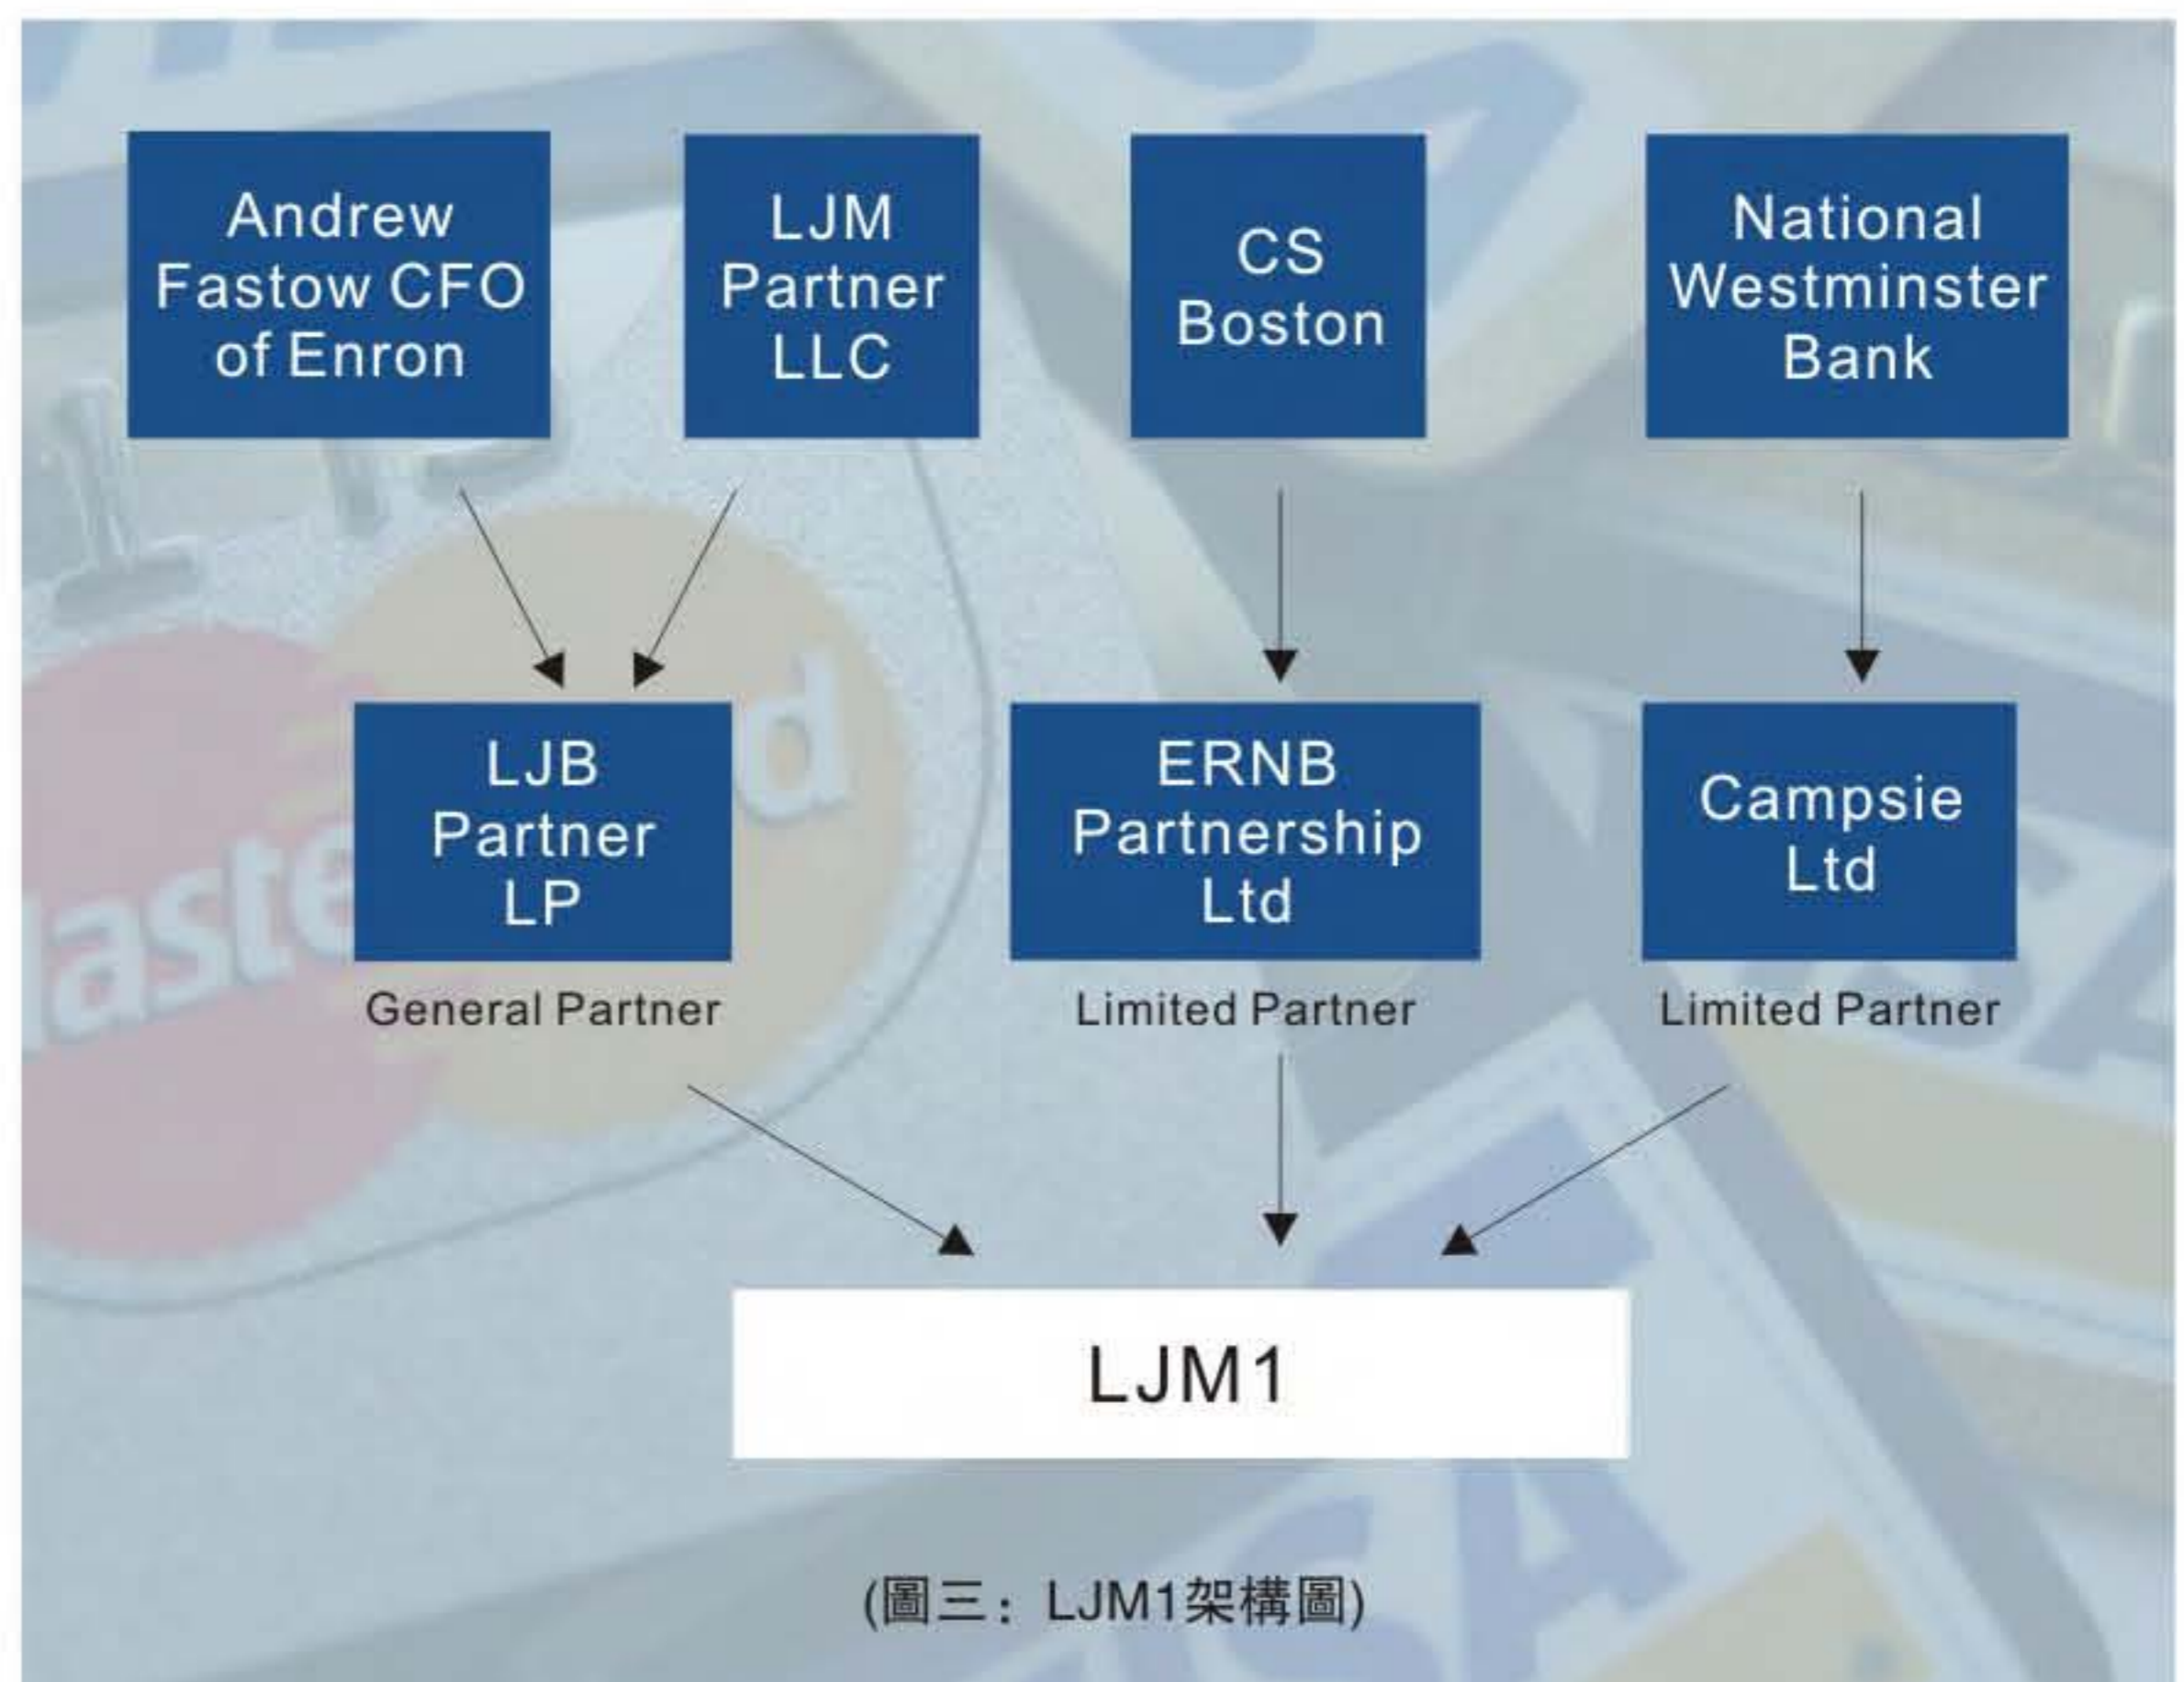 Andrew
Fastow CFO
of Enron
LJM
Partner
LLC
CS
Boston
National
Westminster
Bank
LJB
Partner
LP
ERNB
Partnership
Ltd
Campsie
Ltd
General Partner
Limited Partner
Limited Partner
LJM1
(圖三：LJM1架構圖)